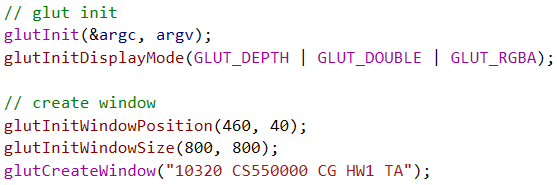 // glut init
glutInit(&argc, argv);
glutInitDisplayMode(GLUT_DEPTH | GLUT_DOUBLE | GLUT_RGBA);
// create window
glutInitWindowPosition(460, 40);
glutInitWindowSize(800, 800);
glutCreateWindow("10320 CS550000 CG HW1 TA");